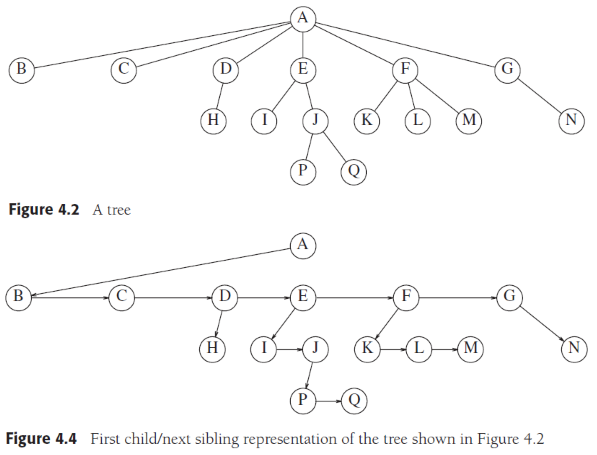 A
B C D E F G
H I J K L M N
P Q
Figure 4.2 A tree
A
B C D E F G
H I J K L M N
P Q
Figure 4.4 First child/next sibling representation of the tree shown in Figure 4.2